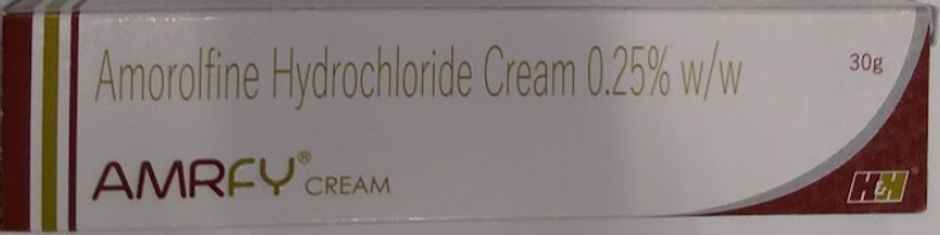 Amorolfine Hydrochloride Cream 0.25% w/w
30g
AMRFY® CREAM
H&H